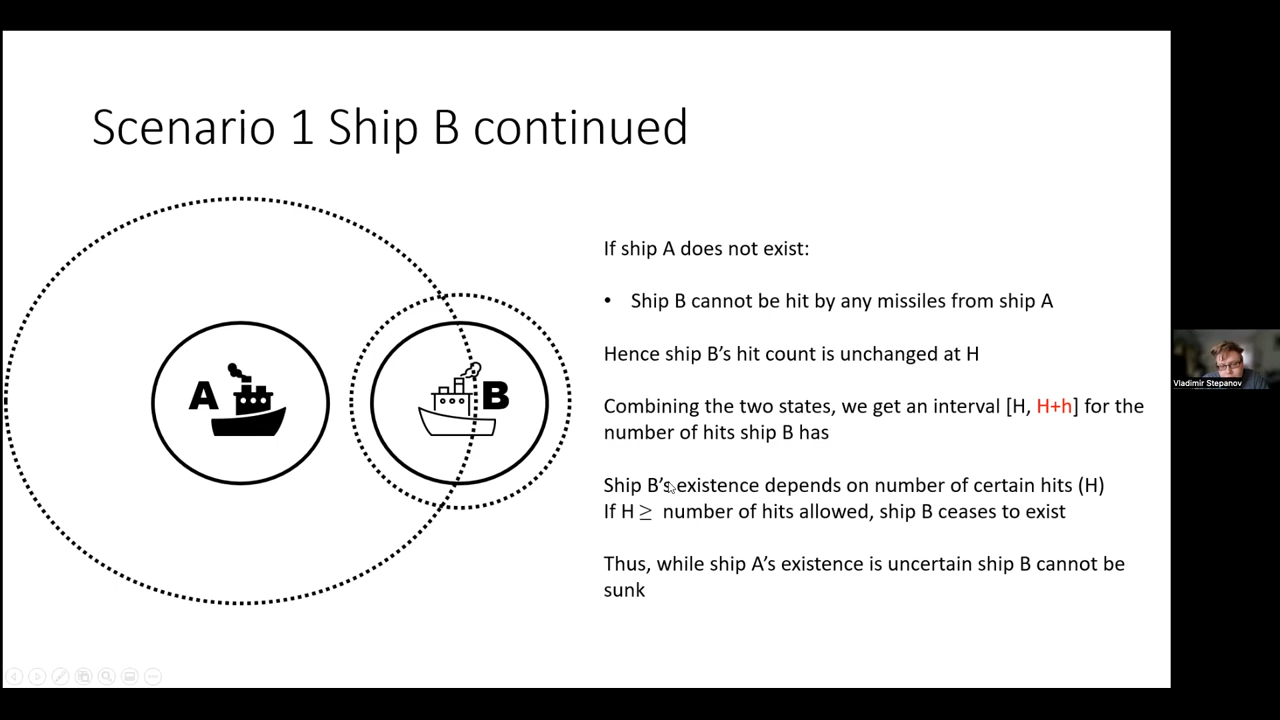 Scenario 1 Ship B continued
If ship A does not exist:
• Ship B cannot be hit by any missiles from ship A
Hence ship B’s hit count is unchanged at H
Combining the two states, we get an interval [H, H+h] for the
number of hits ship B has
Ship B’s existence depends on number of certain hits (H)
If H ≥ number of hits allowed, ship B ceases to exist
Thus, while ship A’s existence is uncertain ship B cannot be
sunk
A
B
Vladimir Stepanov